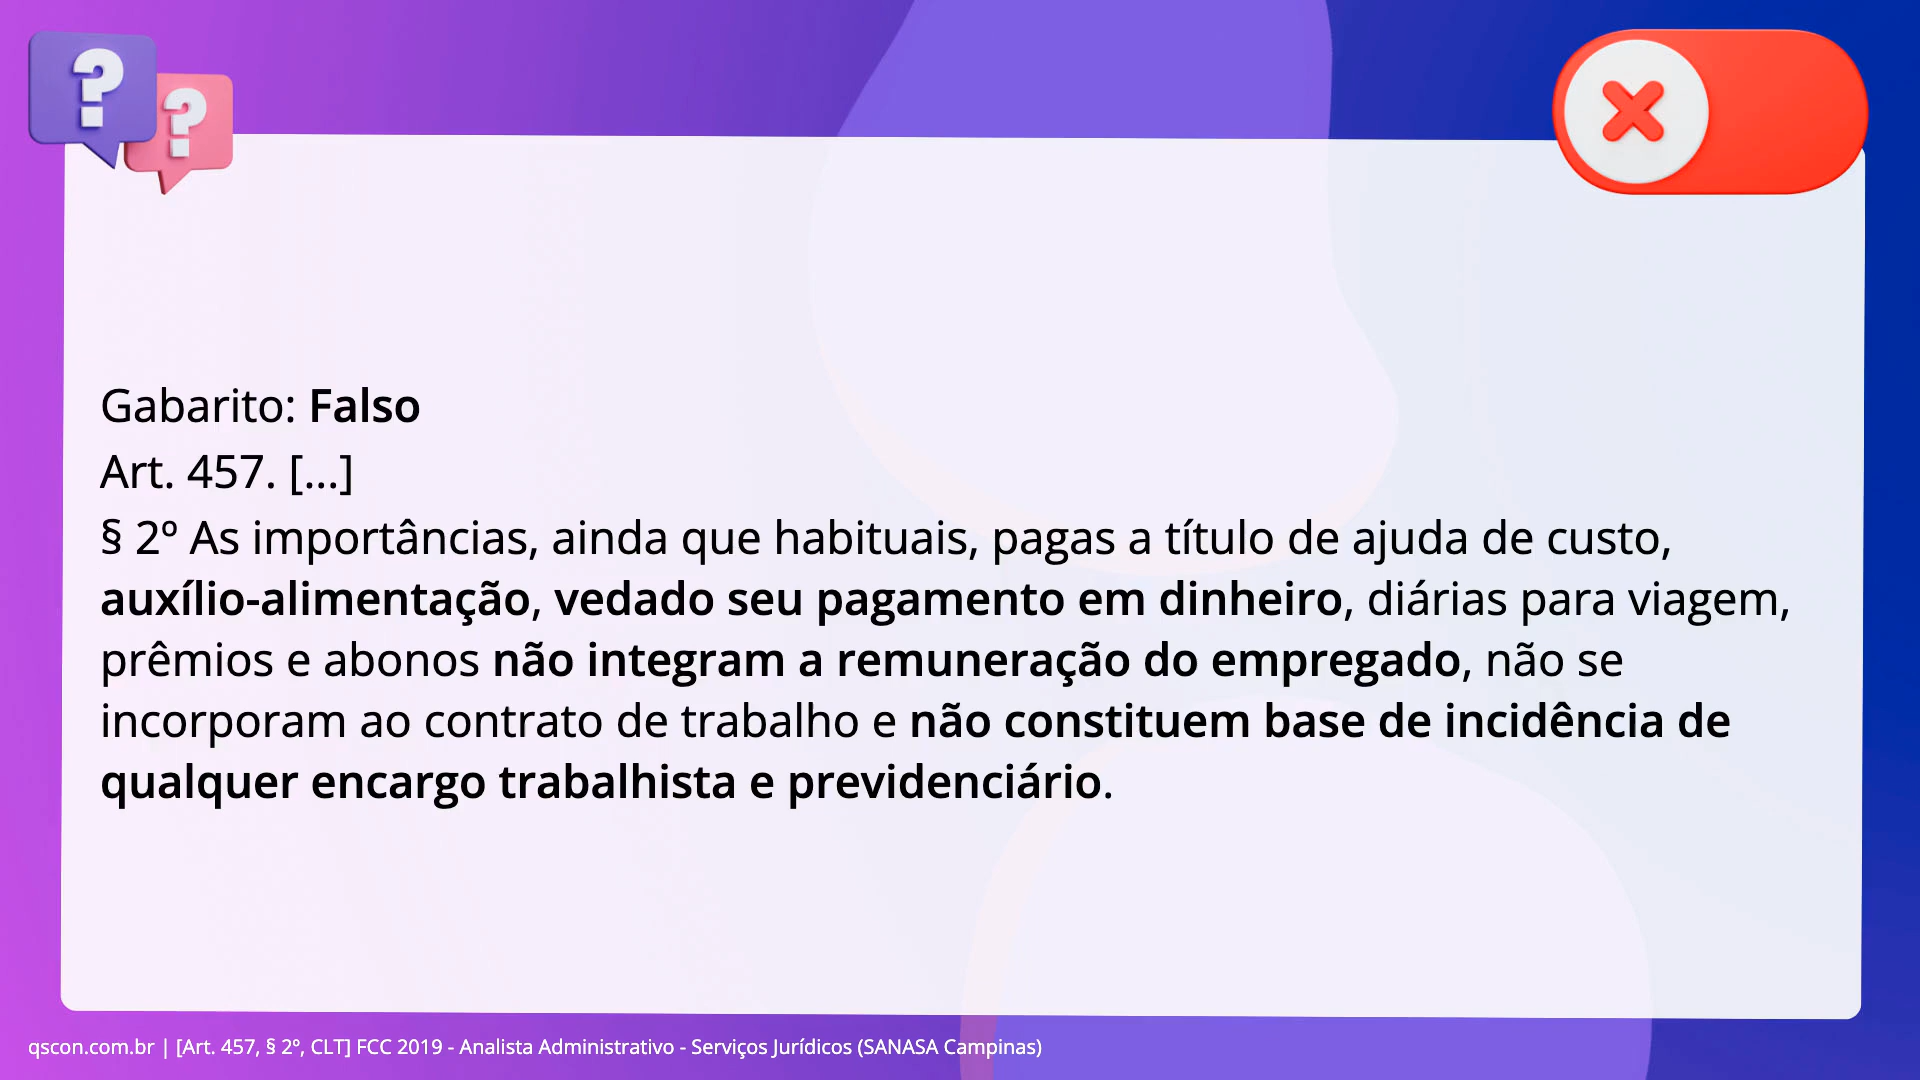 Gabarito: Falso
Art. 457. [...]
§ 2º As importâncias, ainda que habituais, pagas a título de ajuda de custo,
auxílio-alimentação, vedado seu pagamento em dinheiro, diárias para viagem,
prêmios e abonos não integram a remuneração do empregado, não se
incorporam ao contrato de trabalho e não constituem base de incidência de
qualquer encargo trabalhista e previdenciário.
qscon.com.br | [Art. 457, § 2º, CLT] FCC 2019 - Analista Administrativo - Serviços Jurídicos (SANASA Campinas)